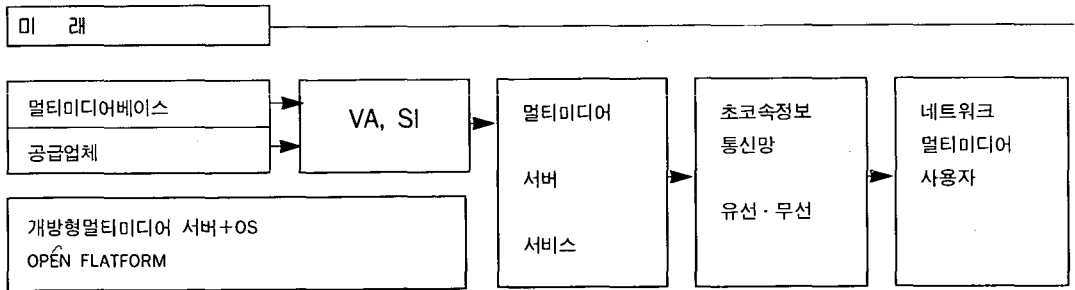 미 래
멀티미디어베이스
공급업체
VA, SI
개방형멀티미디어 서버+OS
OPEN FLATFORM
멀티미디어
서버
서비스
초코속정보
통신망
유선·무선
네트워크
멀티미디어
사용자